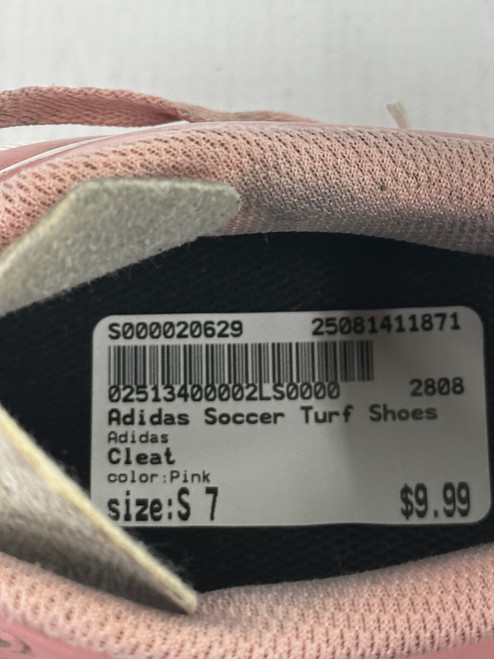 S000020629 25081411871
02513400002LS0000 2808
Adidas Soccer Turf Shoes
Adidas
Cleat
color:Pink
size:S 7 $9.99